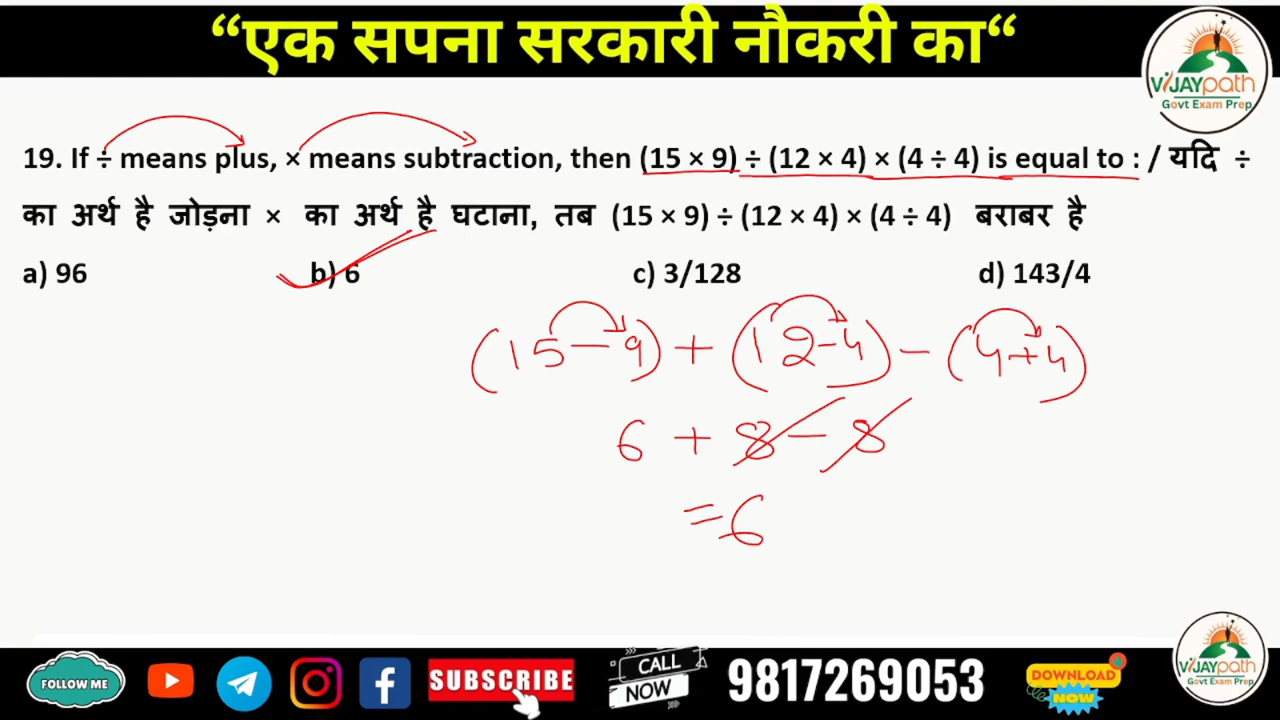 “एक सपना सरकारी नौकरी का“
VIJAYpath
Govt Exam Prep
19. If ÷ means plus, × means subtraction, then (15 × 9) ÷ (12 × 4) × (4 ÷ 4) is equal to : / यदि ÷
का अर्थ है जोड़ना × का अर्थ है घटाना, तब (15 × 9) ÷ (12 × 4) × (4 ÷ 4) बराबर है
a) 96 b) 6 c) 3/128 d) 143/4
(15 - 9) + (12 - 4) - (4 + 4)
6 + 8 - 8
= 6
VIJAYpath
Govt Exam Prep
FOLLOW ME
SUBSCRIBE
CALL
NOW
9817269053
DOWNLOAD
NOW